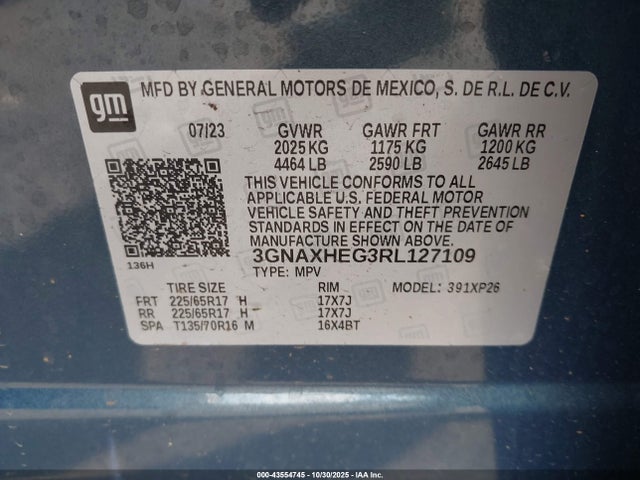 gm
MFD BY GENERAL MOTORS DE MEXICO, S. DE R.L. DE C.V.
07/23 GVWR GAWR FRT GAWR RR
2025 KG 1175 KG 1200 KG
4464 LB 2590 LB 2645 LB
THIS VEHICLE CONFORMS TO ALL
APPLICABLE U.S. FEDERAL MOTOR
VEHICLE SAFETY AND THEFT PREVENTION
STANDARDS IN EFFECT ON THE DATE OF
MANUFACTURE SHOWN ABOVE.
136H
3GNAXHEG3RL127109
TYPE: MPV
TIRE SIZE RIM MODEL: 391XP26
FRT 225/65R17 H 17X7J
RR 225/65R17 H 17X7J
SPA T135/70R16 M 16X4BT
© 43554745 - 10/30/2025 - IAA Inc.